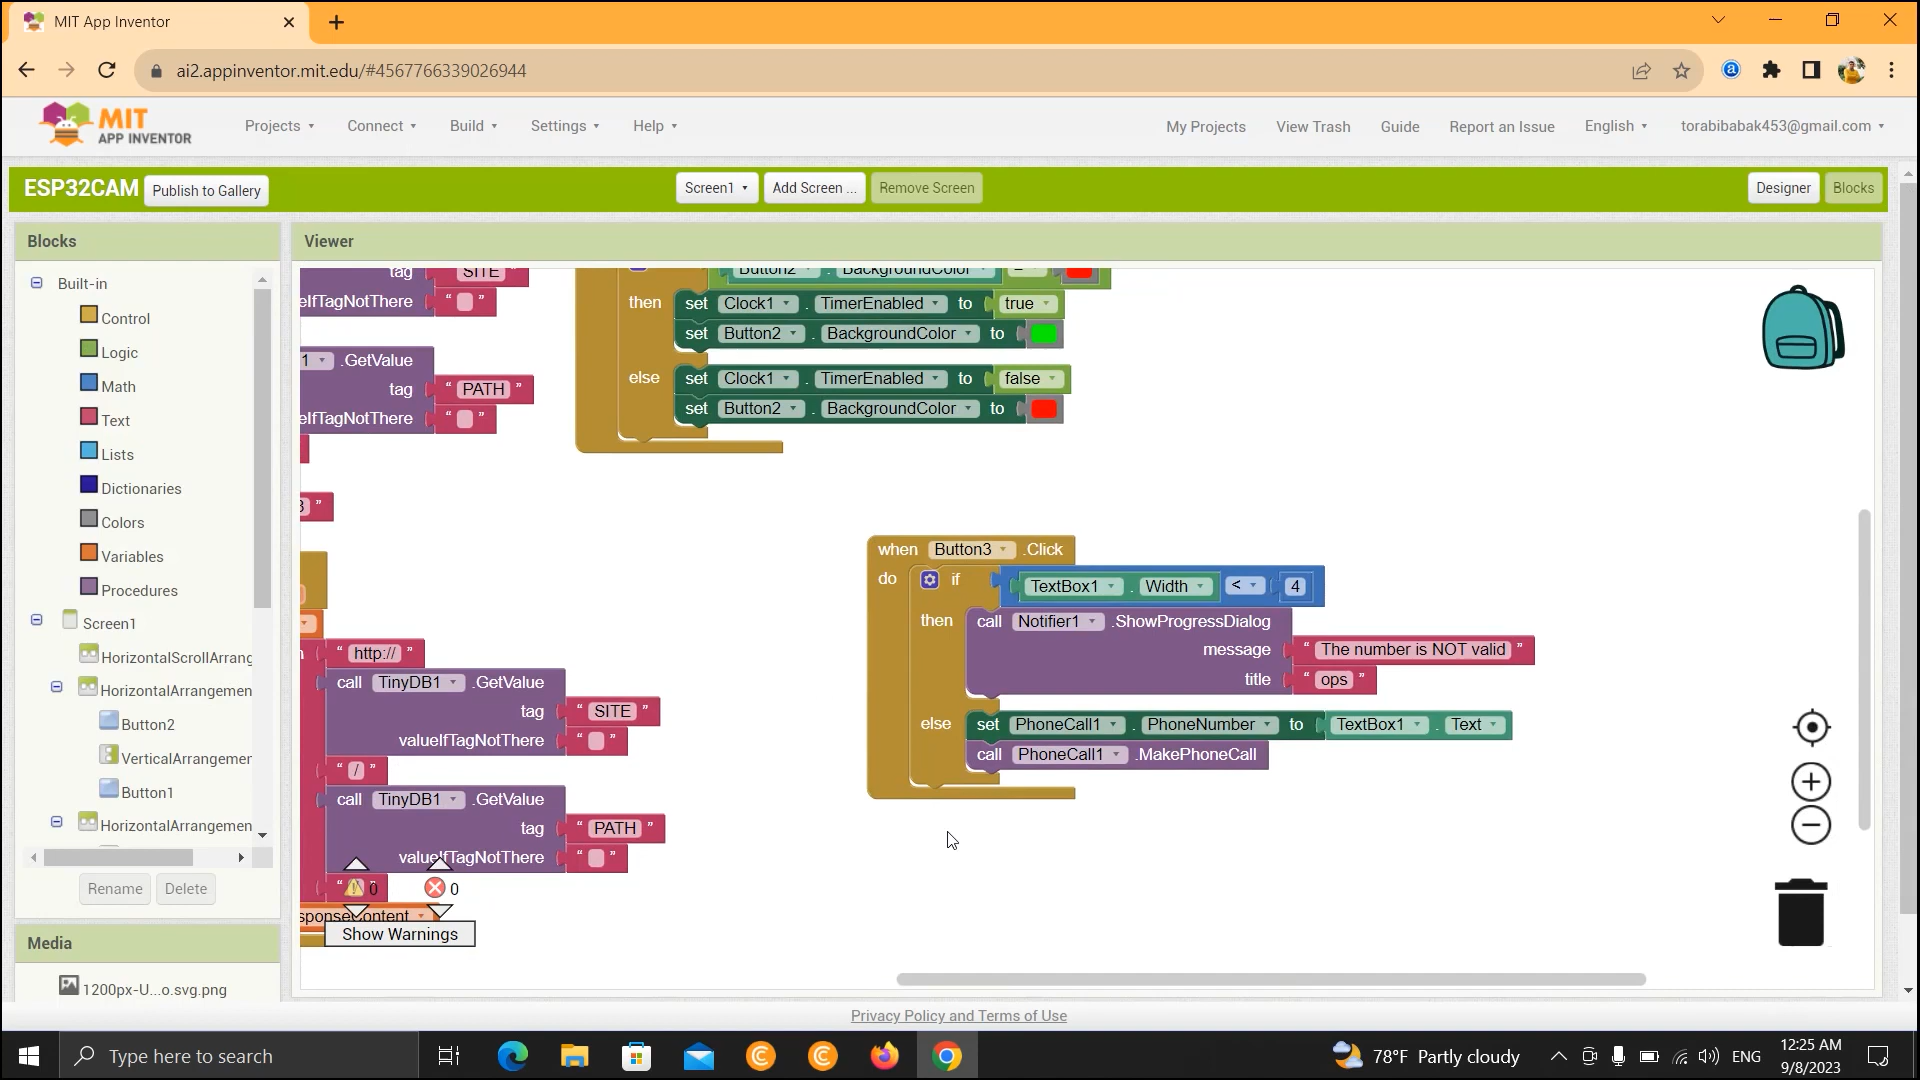 MIT App Inventor
ai2.appinventor.mit.edu/#4567766339026944
MIT
APP INVENTOR
Projects
Connect
Build
Settings
Help
My Projects
View Trash
Guide
Report an Issue
English
torabibabak453@gmail.com
ESP32CAM
Publish to Gallery
Screen1
Add Screen ...
Remove Screen
Designer
Blocks
Blocks
Built-in
Control
Logic
Math
Text
Lists
Dictionaries
Colors
Variables
Procedures
Screen1
HorizontalScrollArrang
HorizontalArrangemen
Button2
VerticalArrangemen
Button1
HorizontalArrangemen
Rename
Delete
Media
1200px-U...o.svg.png
Viewer
tag " SITE "
eIfTagNotThere " "
1 .GetValue
tag " PATH "
elfTagNotThere " "
Button2 . BackgroundColor =
then set Clock1 . TimerEnabled to true
set Button2 . BackgroundColor to
else set Clock1 . TimerEnabled to false
set Button2 . BackgroundColor to
" http:// "
call TinyDB1 .GetValue
tag " SITE "
valueIfTagNotThere " "
" / "
call TinyDB1 .GetValue
tag " PATH "
valueIfTagNotThere " "
0 0
sponseContent
Show Warnings
when Button3 .Click
do if TextBox1 . Width < 4
then call Notifier1 .ShowProgressDialog
message " The number is NOT valid "
title " ops "
else set PhoneCall1 . PhoneNumber to TextBox1 . Text
call PhoneCall1 .MakePhoneCall
Privacy Policy and Terms of Use
Type here to search
78°F Partly cloudy
ENG
12:25 AM
9/8/2023